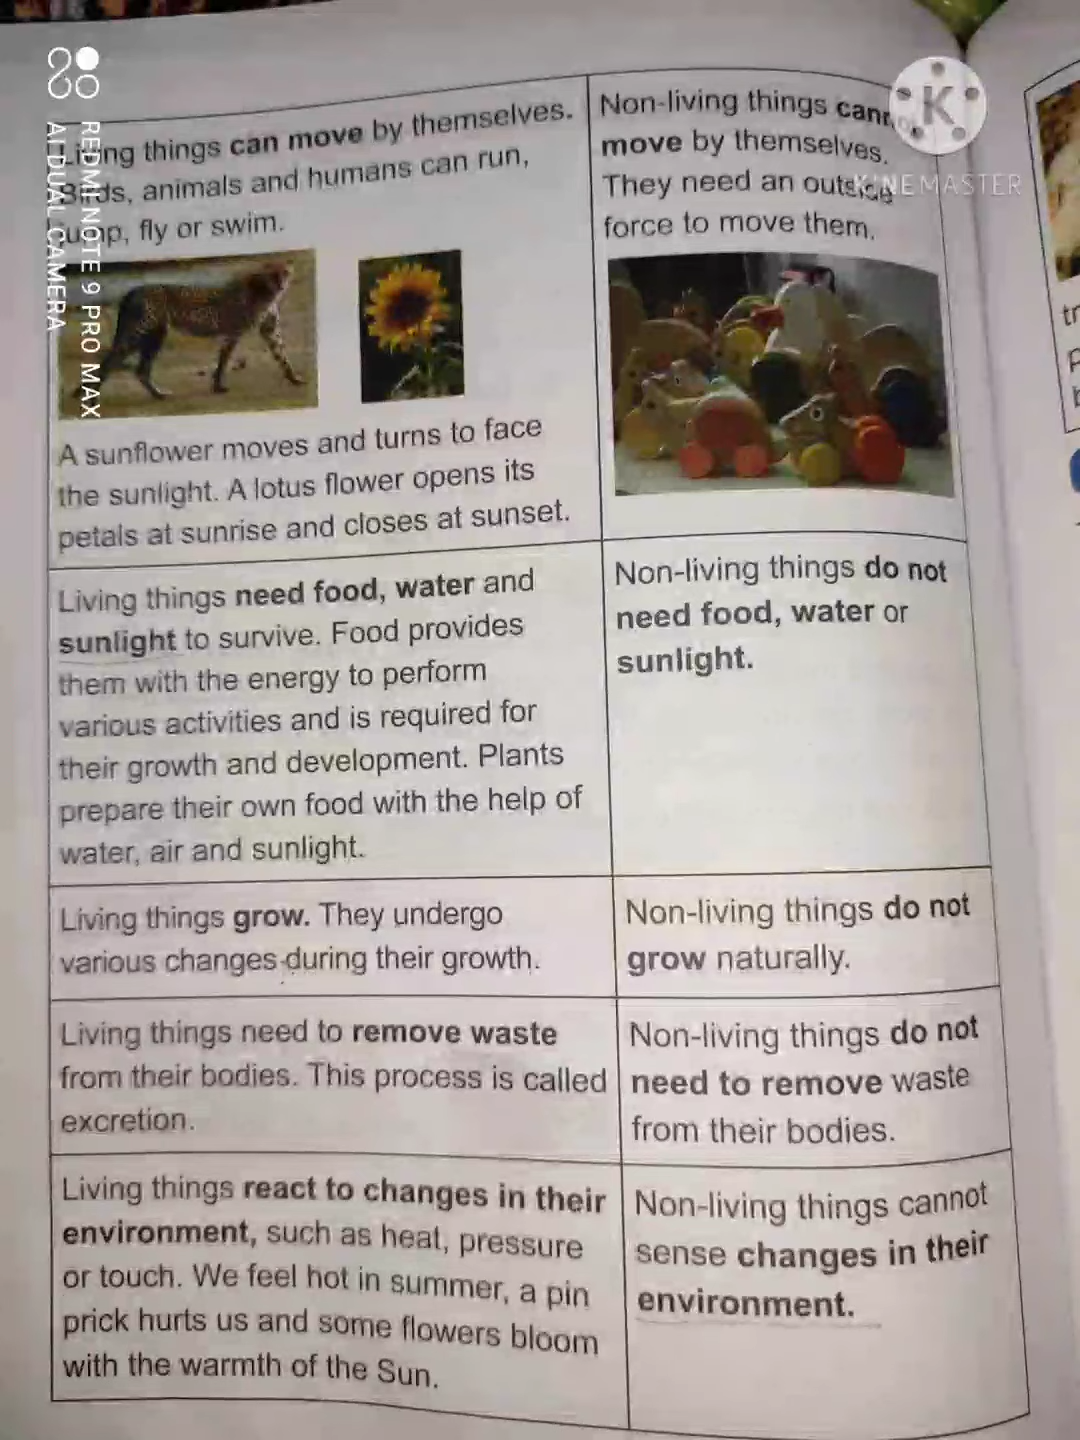 REDMI NOTE 9 PRO MAX
AI DUAL CAMERA
K
KINEMASTER
Living things can move by themselves.
Birds, animals and humans can run,
jump, fly or swim.
A sunflower moves and turns to face
the sunlight. A lotus flower opens its
petals at sunrise and closes at sunset.
Non-living things
move by themselves.
They need an outside
force to move them.
Living things need food, water and
sunlight to survive. Food provides
them with the energy to perform
various activities and is required for
their growth and development. Plants
prepare their own food with the help of
water, air and sunlight.
Non-living things do not
need food, water or
sunlight.
Living things grow. They undergo
various changes during their growth.
Non-living things do not
grow naturally.
Living things need to remove waste
from their bodies. This process is called
excretion.
Non-living things do not
need to remove waste
from their bodies.
Living things react to changes in their
environment, such as heat, pressure
or touch. We feel hot in summer, a pin
prick hurts us and some flowers bloom
with the warmth of the Sun.
Non-living things cannot
sense changes in their
environment.